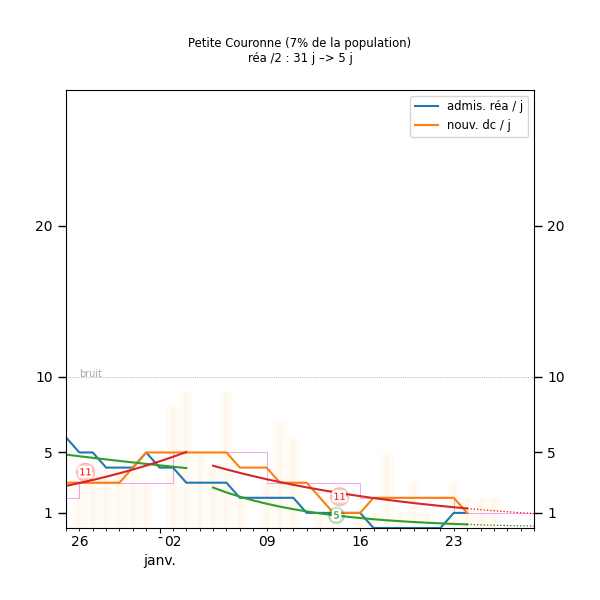 Petite Couronne (7% de la population)
réa /2 : 31 j –> 5 j
admis. réa / j
nouv. dc / j
20 20
bruit
10 10
11
5 5
11
5
1 1
26 02 09 16 23
janv.